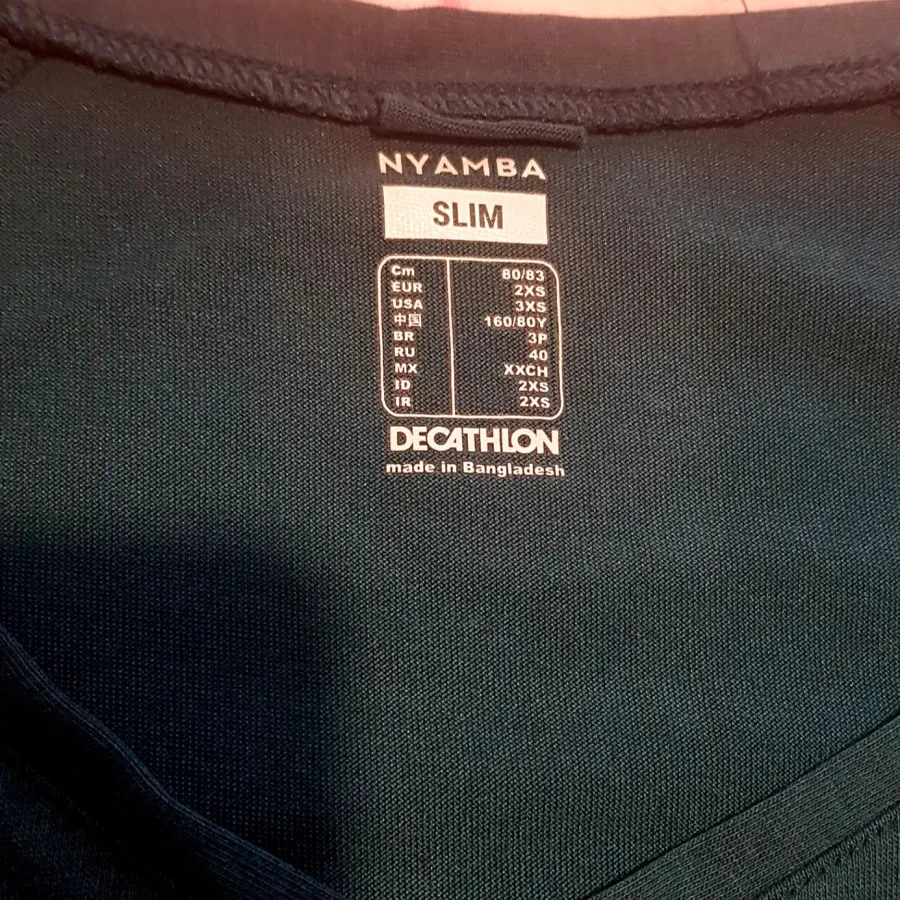 NYAMBA
SLIM
Cm 80/83
EUR 2XS
USA 3XS
中国 160/80Y
BR 3P
RU 40
MX XXCH
ID 2XS
IR 2XS
DECATHLON
made in Bangladesh